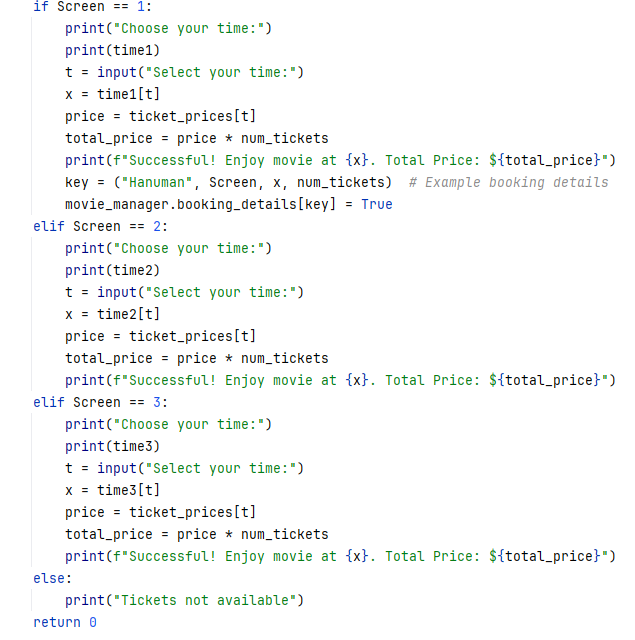 if Screen == 1:
    print("Choose your time:")
    print(time1)
    t = input("Select your time:")
    x = time1[t]
    price = ticket_prices[t]
    total_price = price * num_tickets
    print(f"Successful! Enjoy movie at {x}. Total Price: ${total_price}")
    key = ("Hanuman", Screen, x, num_tickets)  # Example booking details
    movie_manager.booking_details[key] = True
elif Screen == 2:
    print("Choose your time:")
    print(time2)
    t = input("Select your time:")
    x = time2[t]
    price = ticket_prices[t]
    total_price = price * num_tickets
    print(f"Successful! Enjoy movie at {x}. Total Price: ${total_price}")
elif Screen == 3:
    print("Choose your time:")
    print(time3)
    t = input("Select your time:")
    x = time3[t]
    price = ticket_prices[t]
    total_price = price * num_tickets
    print(f"Successful! Enjoy movie at {x}. Total Price: ${total_price}")
else:
    print("Tickets not available")
return 0